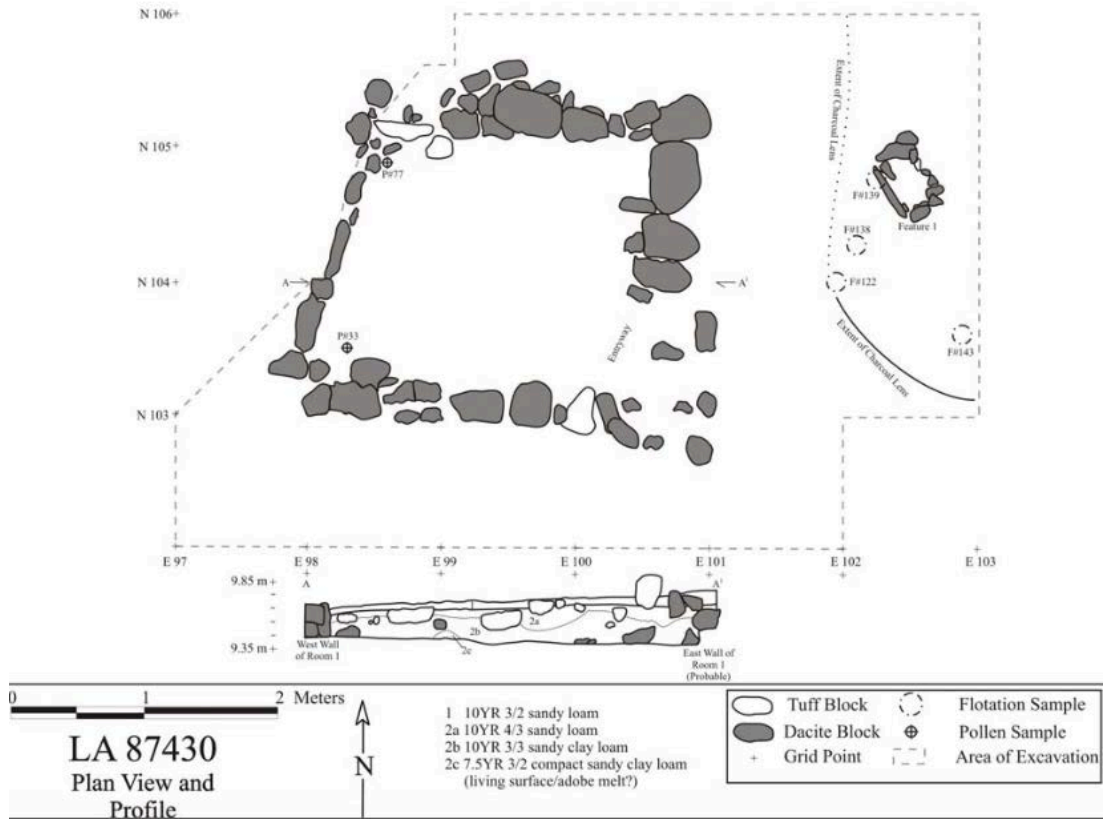 N 106
N 105
N 104
N 103
P#77
A
A'
P#33
Entryway
Extent of Charcoal Lens
F#139
Feature 1
F#138
F#122
F#143
Extent of Charcoal Lens
E 97
E 98
E 99
E 100
E 101
E 102
E 103
A
A'
9.85 m
9.35 m
2a
2b
2c
West Wall
of Room 1
East Wall of
Room 1
(Probable)
0 1 2 Meters
LA 87430
Plan View and
Profile
N
1 10YR 3/2 sandy loam
2a 10YR 4/3 sandy loam
2b 10YR 3/3 sandy clay loam
2c 7.5YR 3/2 compact sandy clay loam
(living surface/adobe melt?)
Tuff Block
Flotation Sample
Dacite Block
Pollen Sample
Grid Point
Area of Excavation